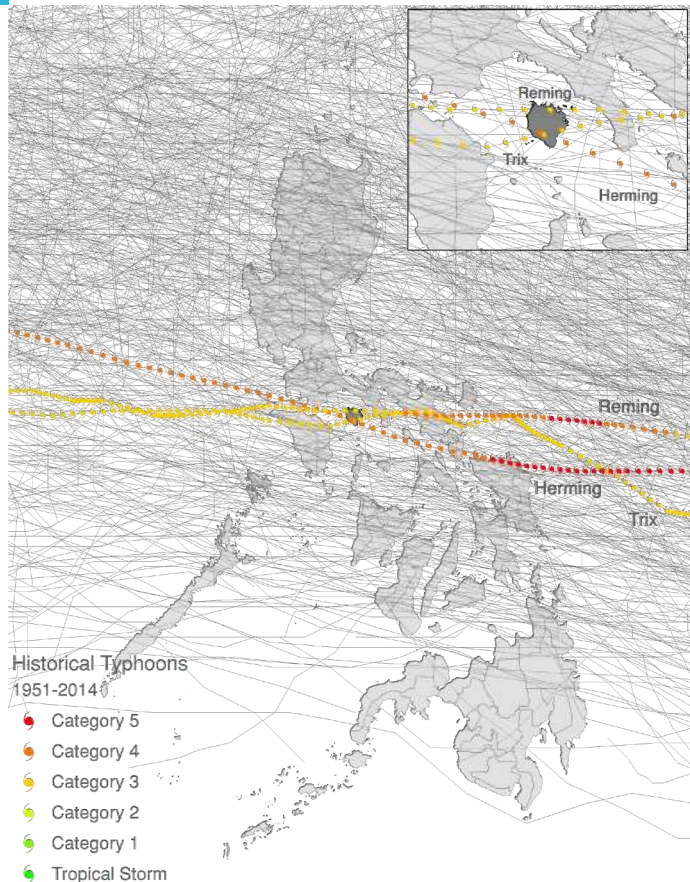 Reming
Trix
Herming
Reming
Herming
Trix
Historical Typhoons
1951-2014
Category 5
Category 4
Category 3
Category 2
Category 1
Tropical Storm